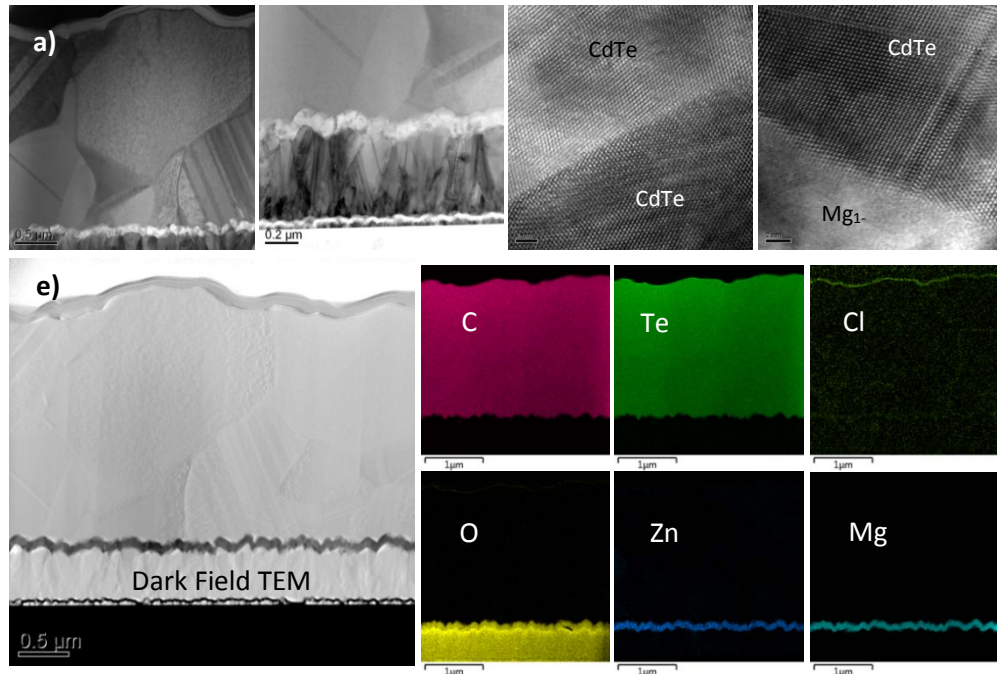 a)
CdTe
CdTe
CdTe
Mg1-
0.5 µm
0.2 µm
e)
C
Te
Cl
1µm
1µm
1µm
O
Zn
Mg
Dark Field TEM
0.5 µm
1µm
1µm
1µm